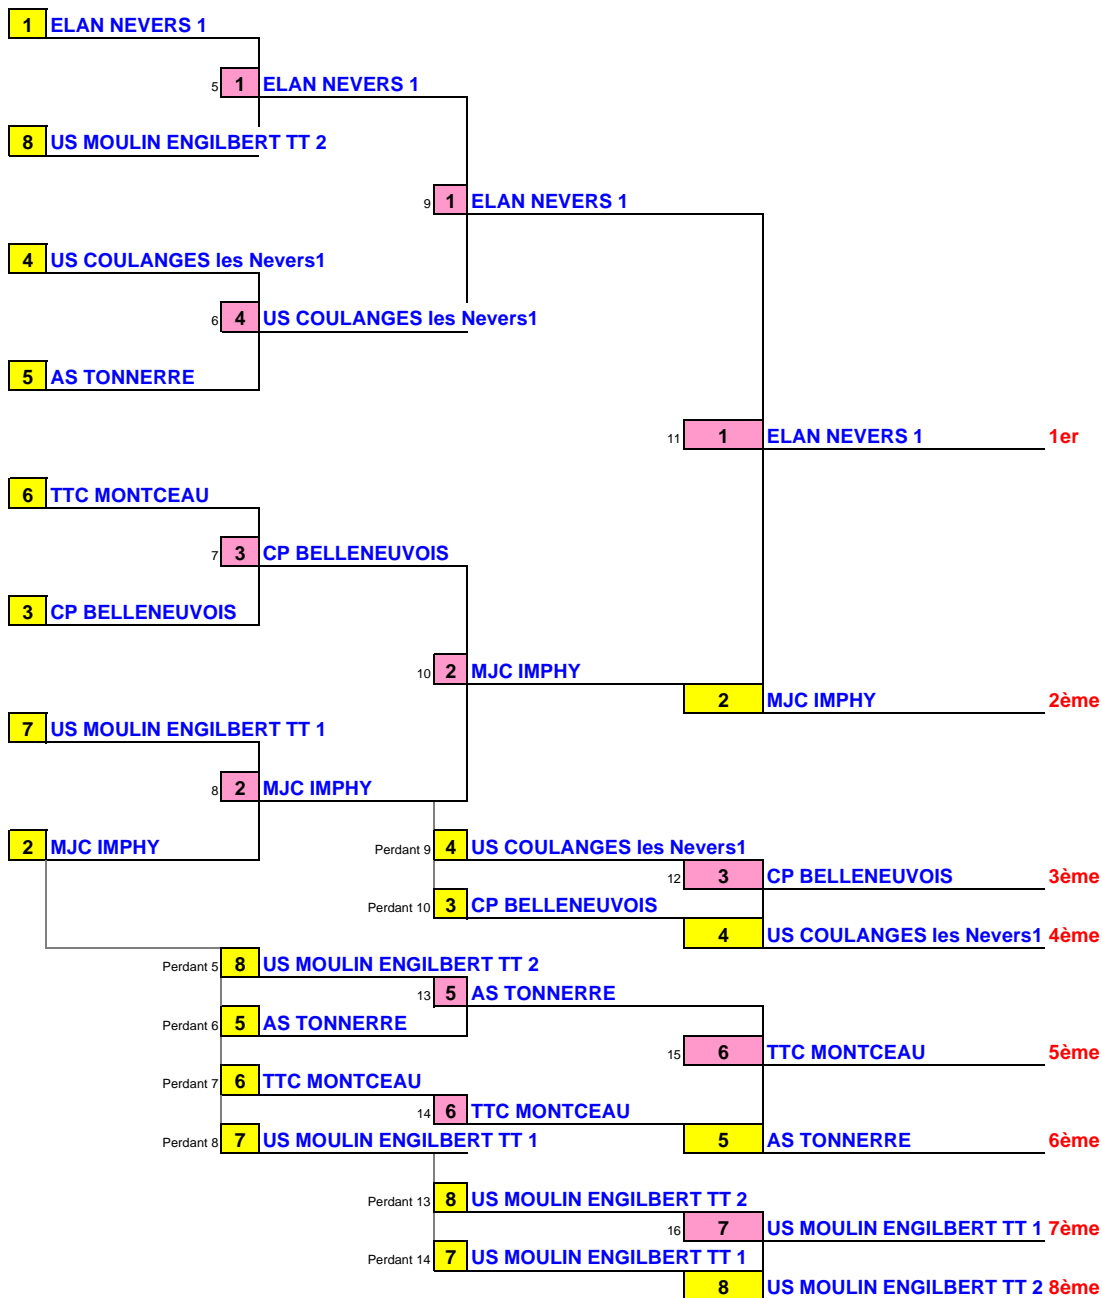 1 ELAN NEVERS 1
5 1 ELAN NEVERS 1
8 US MOULIN ENGILBERT TT 2
9 1 ELAN NEVERS 1
4 US COULANGES les Nevers1
6 4 US COULANGES les Nevers1
5 AS TONNERRE
11 1 ELAN NEVERS 1 1er
6 TTC MONTCEAU
7 3 CP BELLENEUVOIS
3 CP BELLENEUVOIS
10 2 MJC IMPHY
2 MJC IMPHY 2ème
7 US MOULIN ENGILBERT TT 1
8 2 MJC IMPHY
2 MJC IMPHY
Perdant 9 4 US COULANGES les Nevers1
12 3 CP BELLENEUVOIS 3ème
Perdant 10 3 CP BELLENEUVOIS
4 US COULANGES les Nevers1 4ème
Perdant 5 8 US MOULIN ENGILBERT TT 2
13 5 AS TONNERRE
Perdant 6 5 AS TONNERRE
15 6 TTC MONTCEAU 5ème
Perdant 7 6 TTC MONTCEAU
14 6 TTC MONTCEAU
Perdant 8 7 US MOULIN ENGILBERT TT 1
5 AS TONNERRE 6ème
Perdant 13 8 US MOULIN ENGILBERT TT 2
16 7 US MOULIN ENGILBERT TT 1 7ème
Perdant 14 7 US MOULIN ENGILBERT TT 1
8 US MOULIN ENGILBERT TT 2 8ème